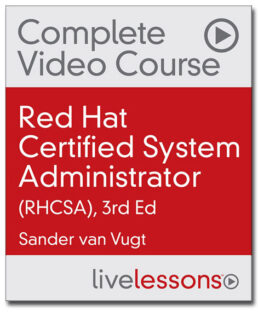 Complete
Video Course
Red Hat
Certified System
Administrator
(RHCSA), 3rd Ed
Sander van Vugt
livelessons